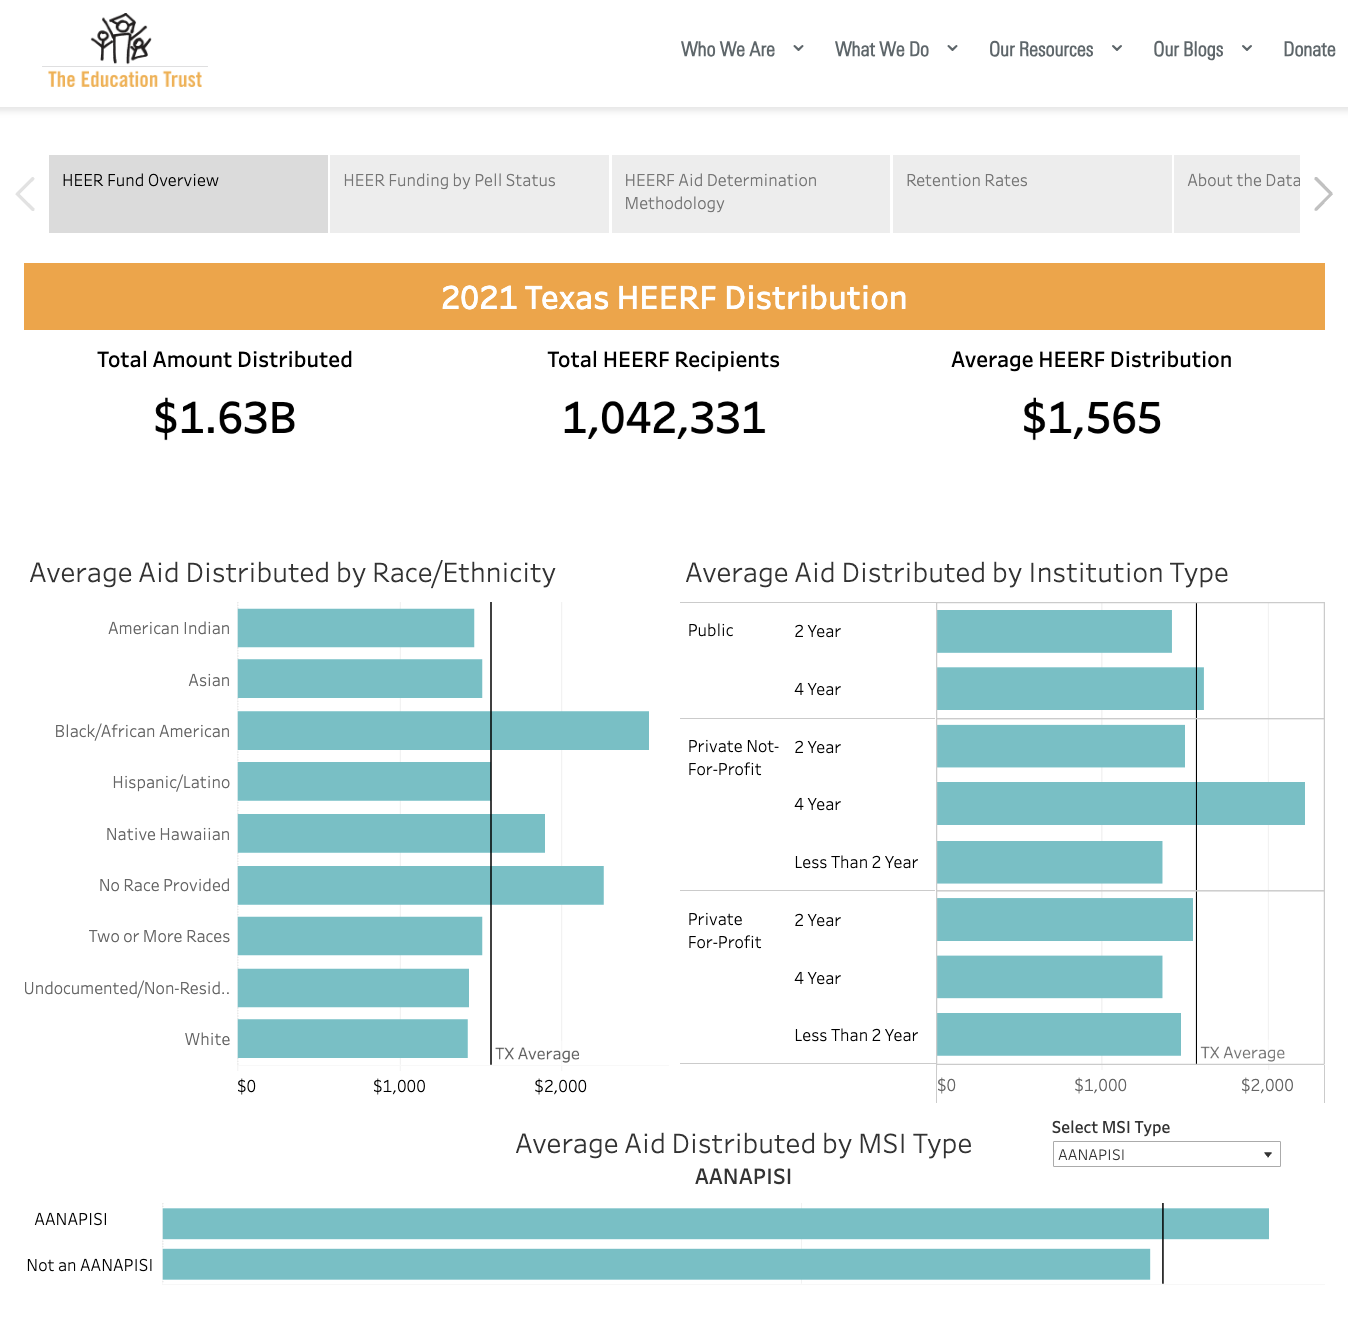 The Education Trust
Who We Are
What We Do
Our Resources
Our Blogs
Donate
HEER Fund Overview
HEER Funding by Pell Status
HEERF Aid Determination
Methodology
Retention Rates
About the Data
2021 Texas HEERF Distribution
Total Amount Distributed
Total HEERF Recipients
Average HEERF Distribution
$1.63B
1,042,331
$1,565
Average Aid Distributed by Race/Ethnicity
American Indian
Asian
Black/African American
Hispanic/Latino
Native Hawaiian
No Race Provided
Two or More Races
Undocumented/Non-Resid..
White
TX Average
$0
$1,000
$2,000
Average Aid Distributed by Institution Type
Public
2 Year
4 Year
Private Not-
For-Profit
2 Year
4 Year
Less Than 2 Year
Private
For-Profit
2 Year
4 Year
Less Than 2 Year
TX Average
$0
$1,000
$2,000
Average Aid Distributed by MSI Type
AANAPISI
Select MSI Type
AANAPISI
AANAPISI
Not an AANAPISI